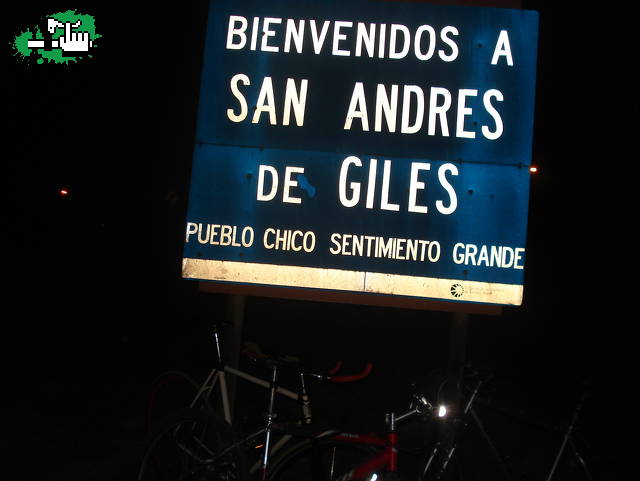 BIENVENIDOS A
SAN ANDRES
DE GILES
PUEBLO CHICO SENTIMIENTO GRANDE